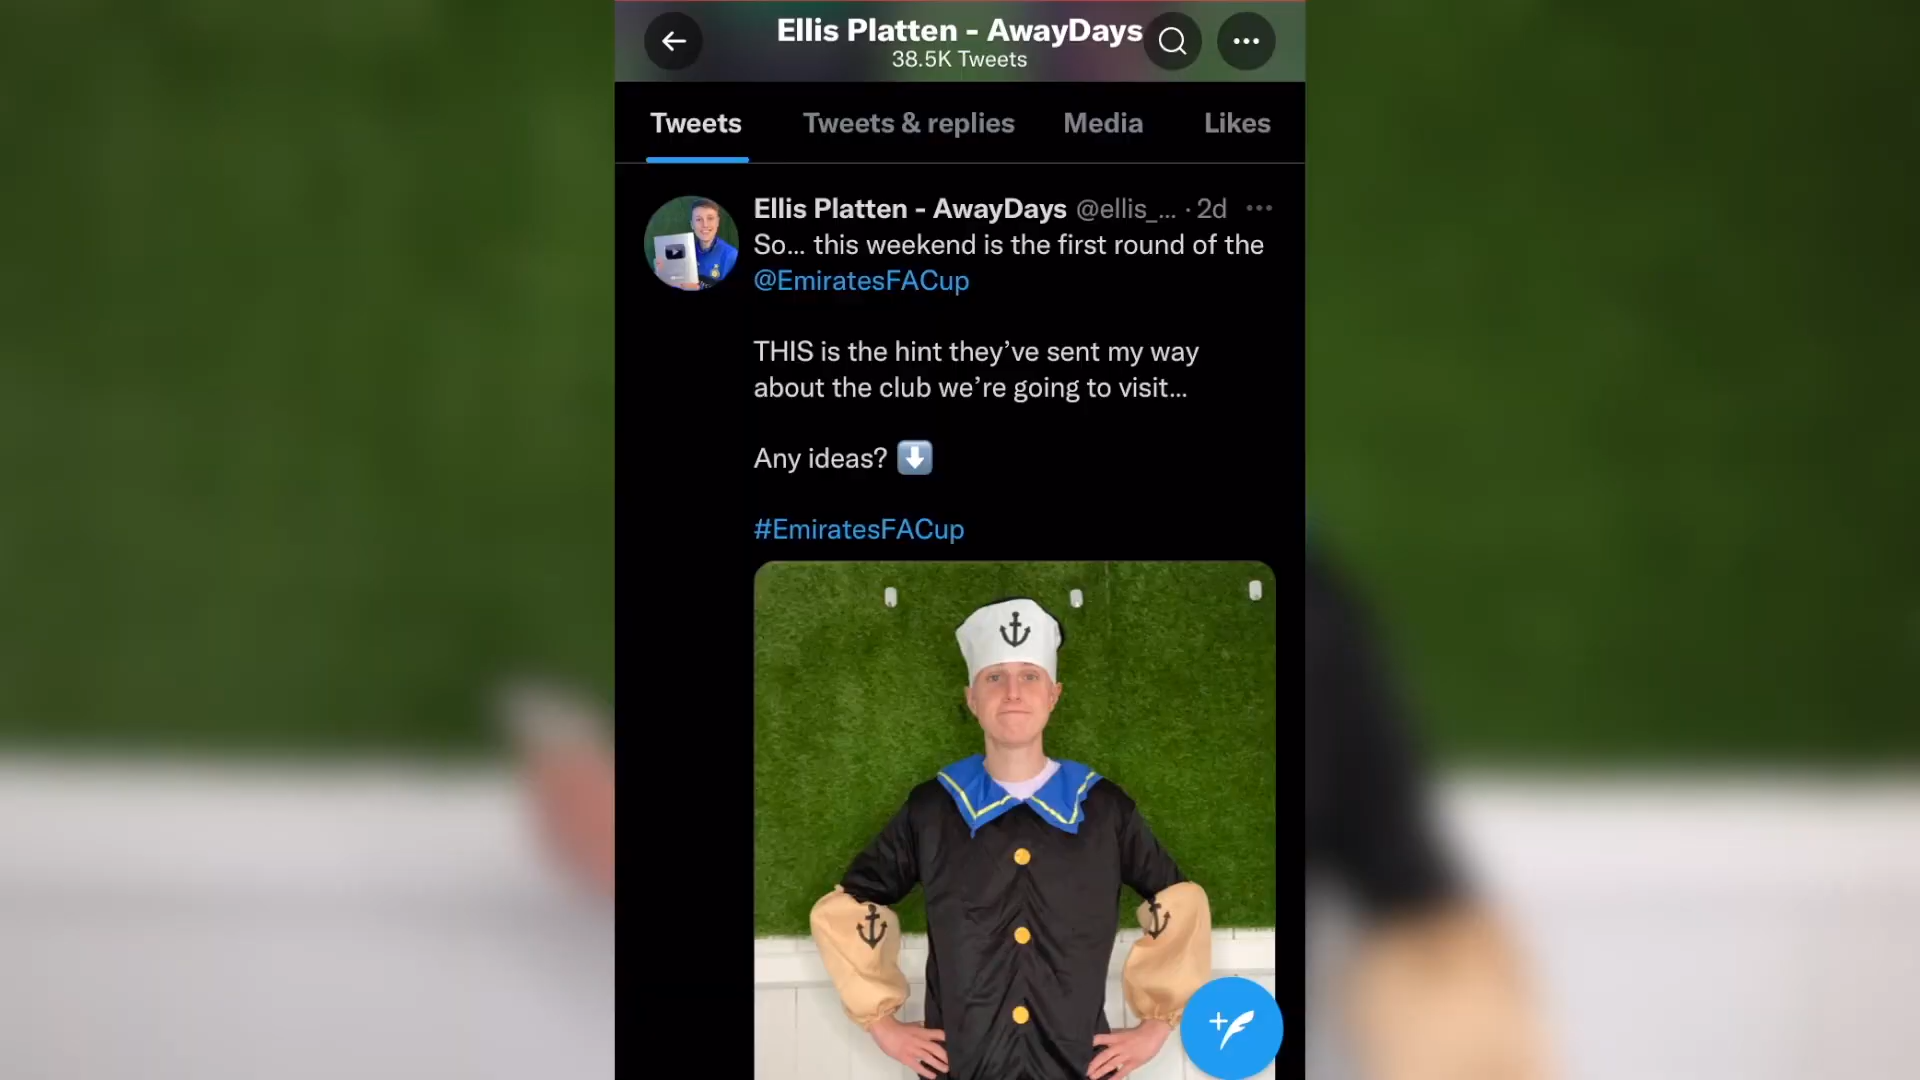 Ellis Platten - AwayDays
38.5K Tweets
Tweets Tweets & replies Media Likes
Ellis Platten - AwayDays @ellis_... · 2d
So... this weekend is the first round of the
@EmiratesFACup
THIS is the hint they’ve sent my way
about the club we’re going to visit...
Any ideas? ⬇️
#EmiratesFACup